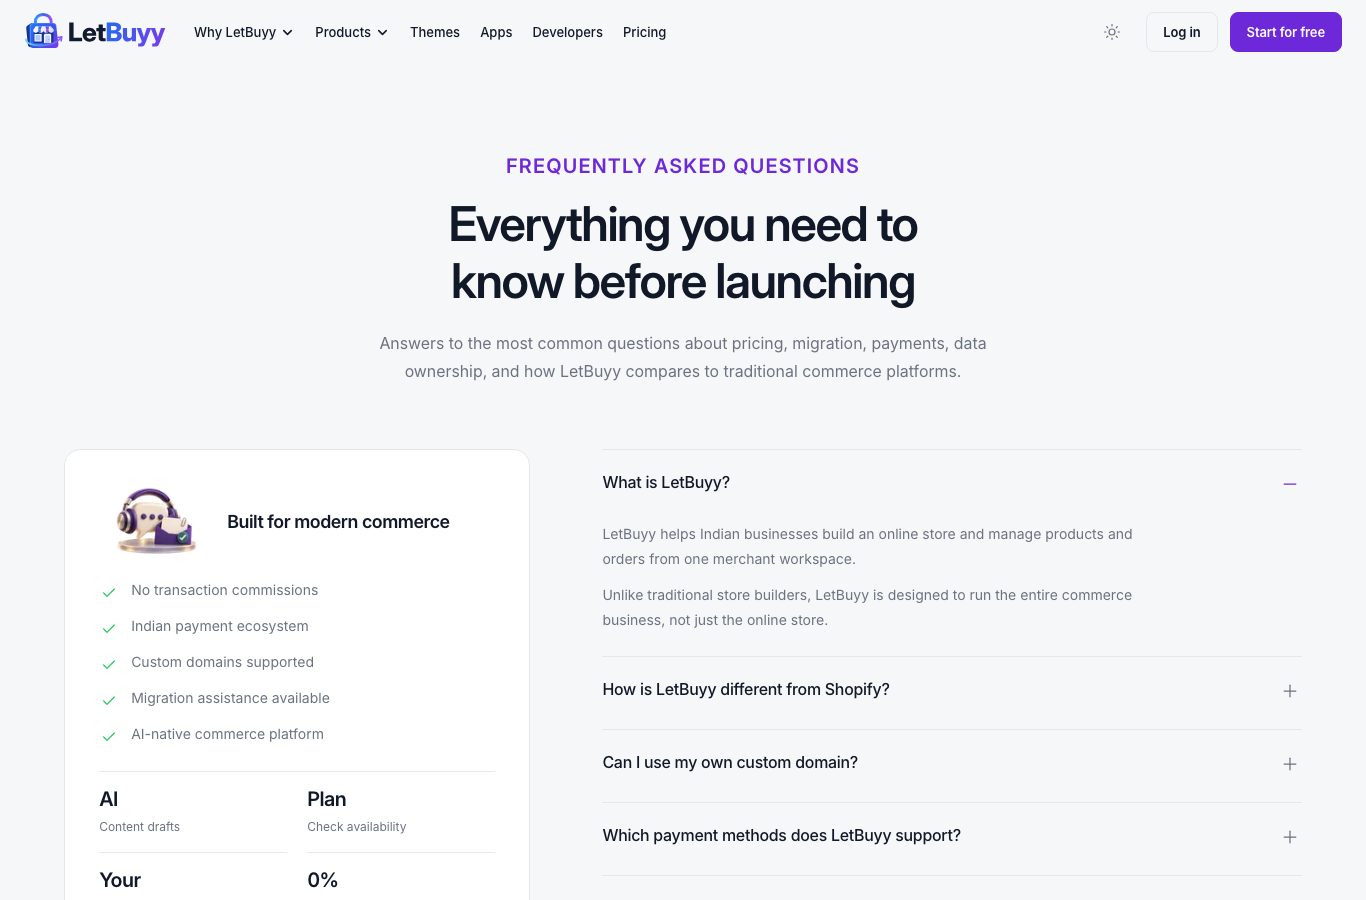 LetBuyy
Why LetBuyy
Products
Themes
Apps
Developers
Pricing
Log in
Start for free
FREQUENTLY ASKED QUESTIONS
Everything you need to
know before launching
Answers to the most common questions about pricing, migration, payments, data
ownership, and how LetBuyy compares to traditional commerce platforms.
Built for modern commerce
No transaction commissions
Indian payment ecosystem
Custom domains supported
Migration assistance available
AI-native commerce platform
AI
Content drafts
Plan
Check availability
Your
0%
What is LetBuyy?
LetBuyy helps Indian businesses build an online store and manage products and
orders from one merchant workspace.
Unlike traditional store builders, LetBuyy is designed to run the entire commerce
business, not just the online store.
How is LetBuyy different from Shopify?
Can I use my own custom domain?
Which payment methods does LetBuyy support?